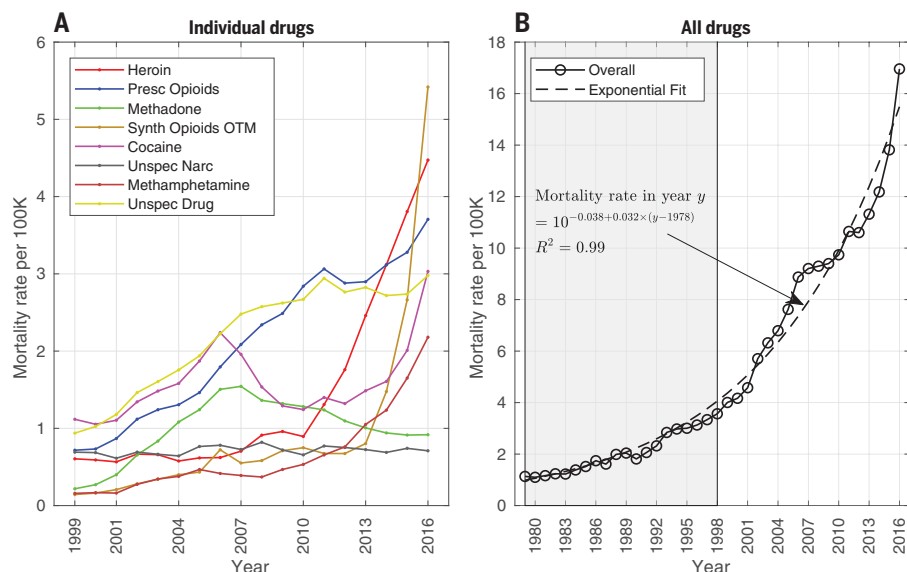 A
Individual drugs
Mortality rate per 100K
6
5
4
3
2
1
0
Heroin
Presc Opioids
Methadone
Synth Opioids OTM
Cocaine
Unspec Narc
Methamphetamine
Unspec Drug
1999
2001
2004
2007
2010
2013
2016
Year
B
All drugs
Mortality rate per 100K
18
16
14
12
10
8
6
4
2
0
Overall
Exponential Fit
Mortality rate in year y
= 10^{-0.038+0.032×(y−1978)}
R² = 0.99
1980
1983
1986
1989
1992
1995
1998
2001
2004
2007
2010
2013
2016
Year